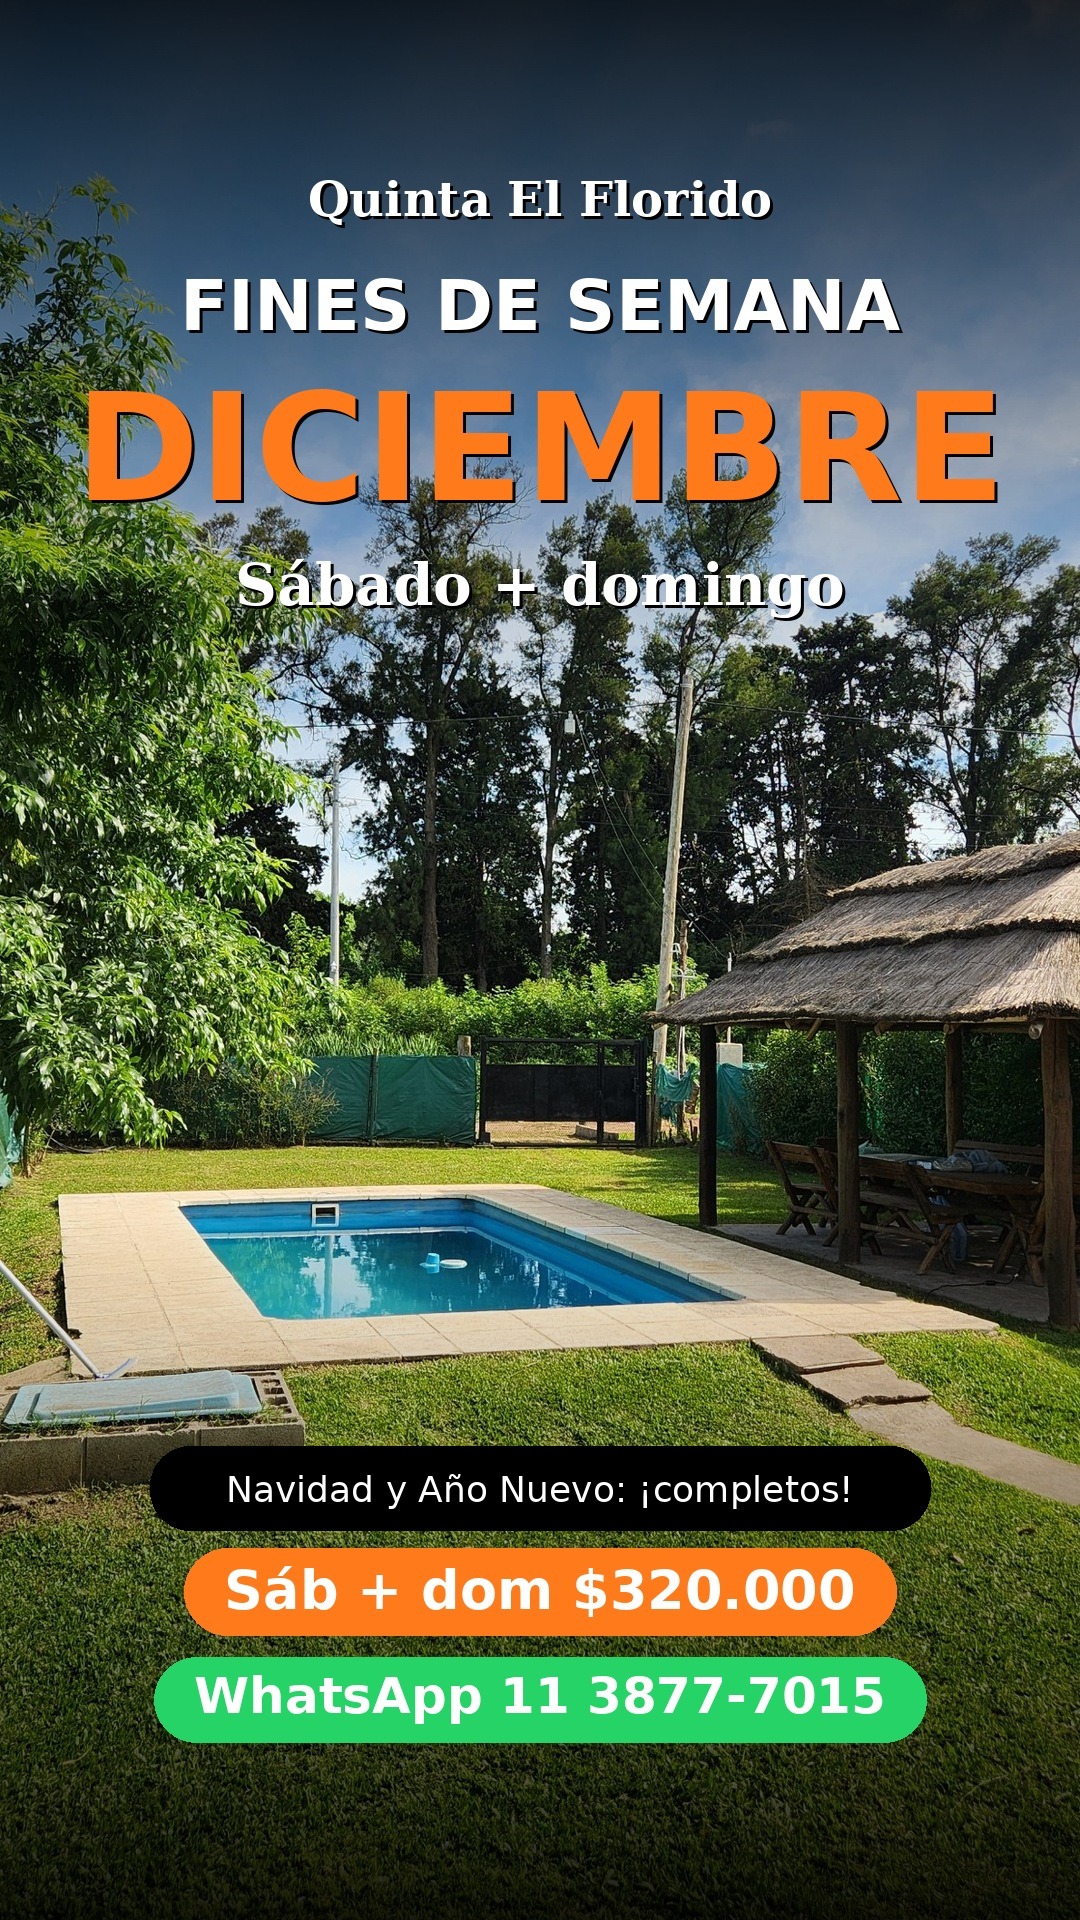 Quinta El Florido
FINES DE SEMANA
DICIEMBRE
Sábado + domingo
Navidad y Año Nuevo: ¡completos!
Sáb + dom $320.000
WhatsApp 11 3877-7015